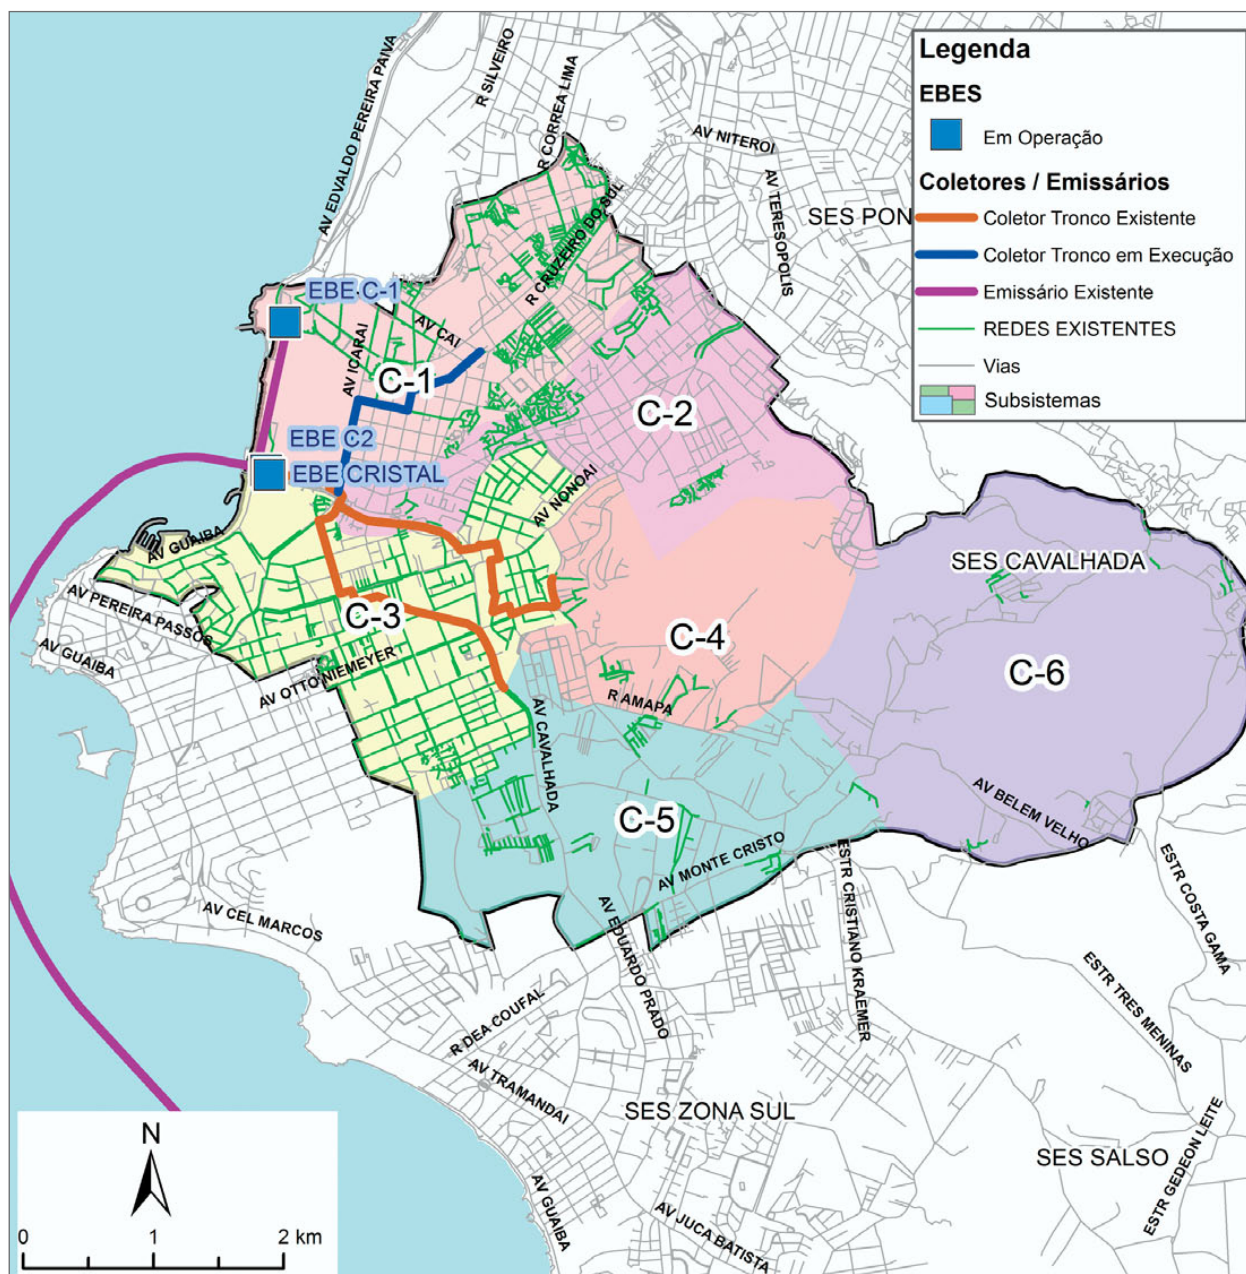 Legenda
EBES
Em Operação
Coletores / Emissários
Coletor Tronco Existente
Coletor Tronco em Execução
Emissário Existente
REDES EXISTENTES
Vias
Subsistemas
AV EDVALDO PEREIRA PAIVA
R SILVEIRO
R CORREA LIMA
AV NITEROI
AV TERESOPOLIS
SES PON
R CRUZEIRO DO SUL
EBE C-1
AV CAI
AV ICARAI
C-1
C-2
EBE C2
EBE CRISTAL
AV NONOAI
AV GUAIBA
SES CAVALHADA
AV PEREIRA PASSOS
C-3
C-4
AV GUAIBA
AV OTTO NIEMEYER
C-6
R AMAPA
AV CAVALHADA
C-5
AV BELEM VELHO
AV MONTE CRISTO
ESTR CRISTIANO KRAEMER
ESTR COSTA GAMA
AV CEL MARCOS
AV EDUARDO PRADO
ESTR TRES MENINAS
R DEA COUFAL
AV TRAMANDAI
SES ZONA SUL
SES SALSO
ESTR GEDEON LEITE
AV GUAIBA
AV JUCA BATISTA
N
0 1 2 km